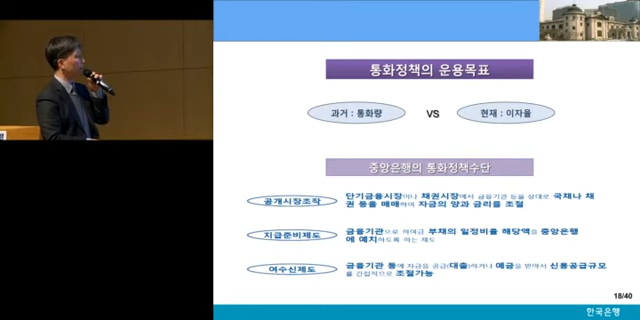 통화정책의 운용목표
과거 : 통화량
VS
현재 : 이자율
중앙은행의 통화정책수단
공개시장조작
단기금융시장이나 채권시장에서 금융기관 등을 상대로 국채나 채
권 등을 매매하여 자금의 양과 금리를 조절
지급준비제도
금융기관으로 하여금 부채의 일정비율 해당액을 중앙은행
에 예치하도록 하는 제도
여수신제도
금융기관 등에 자금을 공급(대출)하거나 예금을 받아서 신용공급규모
를 간접적으로 조절가능
18/40
한국은행